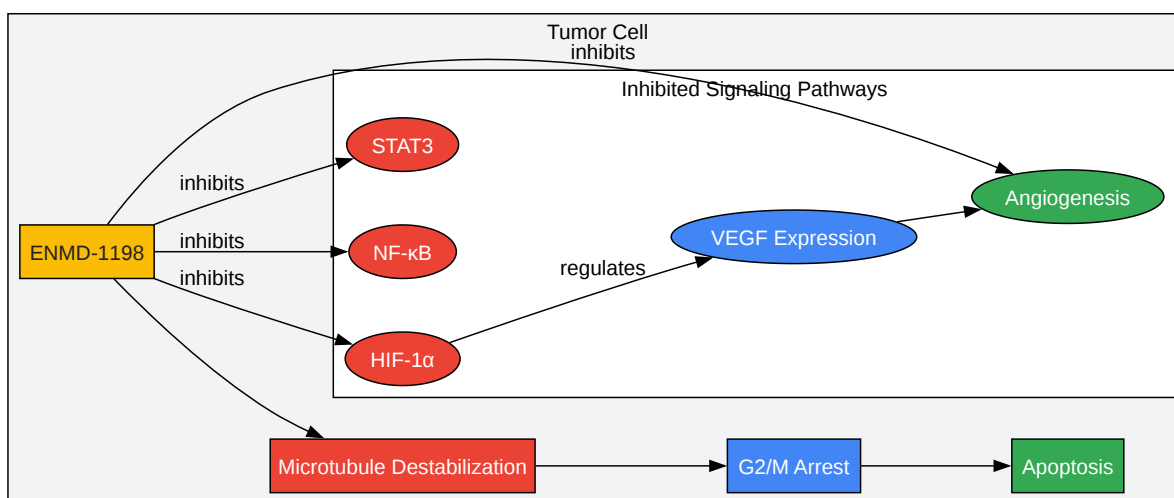 Tumor Cell
inhibits
Inhibited Signaling Pathways
STAT3
inhibits
Angiogenesis
ENMD-1198
inhibits
NF-κB
VEGF Expression
inhibits
regulates
HIF-1α
Microtubule Destabilization
G2/M Arrest
Apoptosis